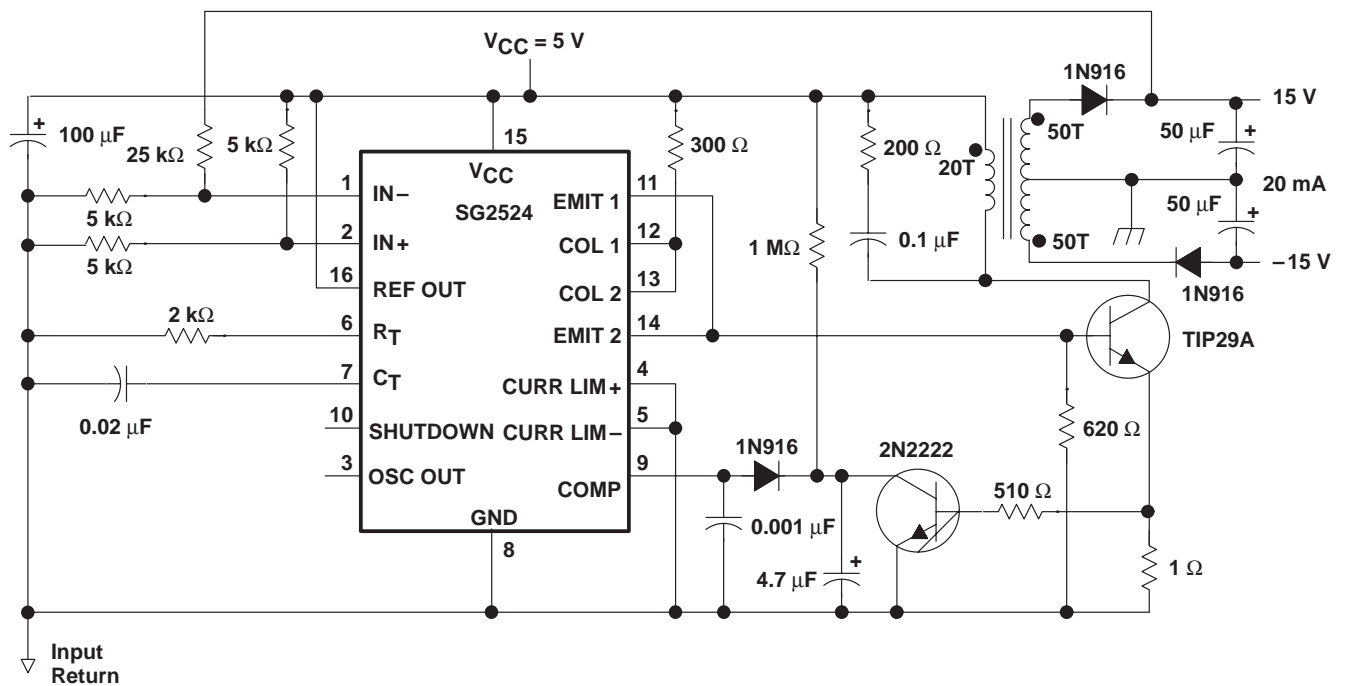 VCC = 5 V
1N916
15 V
100 µF
25 kΩ
5 kΩ
15
300 Ω
200 Ω
20T
50T
50 µF
VCC
SG2524
1
IN−
EMIT 1
11
5 kΩ
20 mA
50 µF
2
IN+
COL 1
12
1 MΩ
0.1 µF
50T
5 kΩ
−15 V
16
REF OUT
COL 2
13
1N916
2 kΩ
6
RT
EMIT 2
14
TIP29A
7
CT
CURR LIM+
4
0.02 µF
10
SHUTDOWN
CURR LIM−
5
620 Ω
1N916
2N2222
3
OSC OUT
COMP
9
510 Ω
GND
0.001 µF
8
4.7 µF
1 Ω
Input
Return